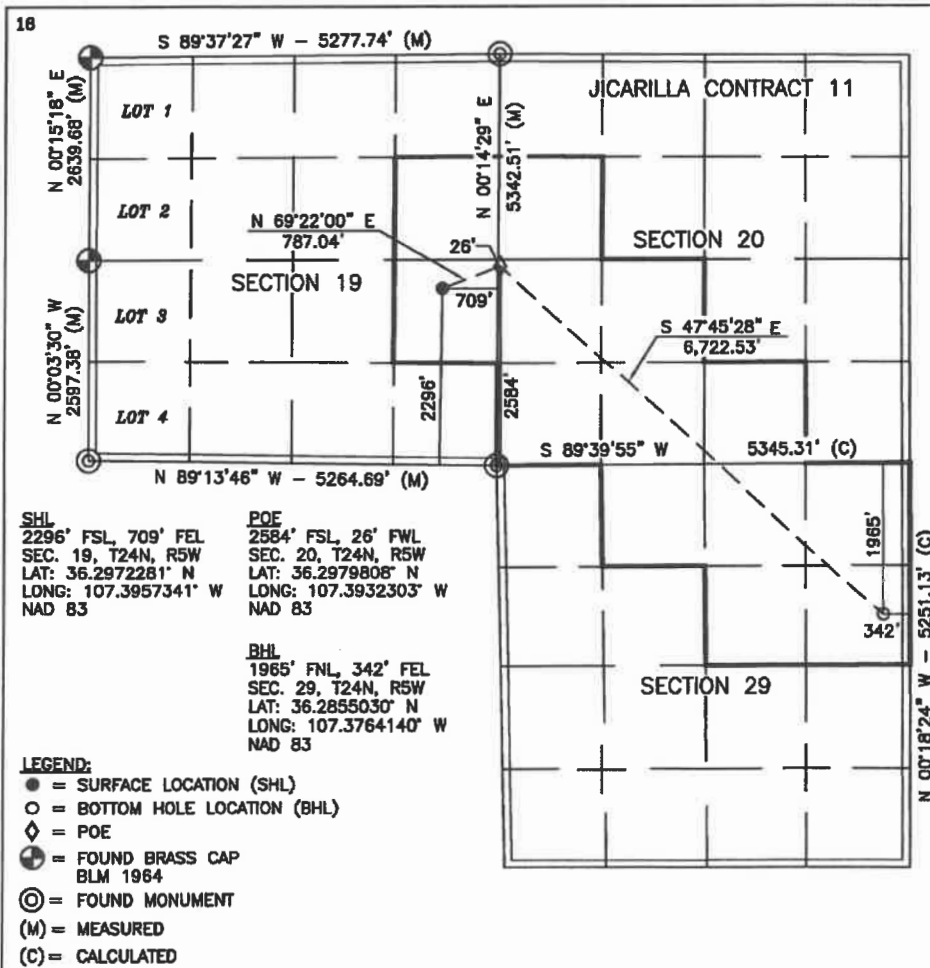 16
S 89°37'27" W – 5277.74' (M)
JICARILLA CONTRACT 11
N 00°15'18" E
2639.68' (M)
LOT 1
N 00°14'29" E
5342.51' (M)
LOT 2
N 69°22'00" E
787.04'
26'
SECTION 20
SECTION 19
709'
LOT 3
S 47°45'28" E
6,722.53'
N 00°03'30" W
2597.38' (M)
2296'
2584'
LOT 4
S 89°39'55" W
5345.31' (C)
N 89°13'46" W – 5264.69' (M)
1965'
342'
N 00°18'24" W – 5251.13' (C)
SECTION 29
SHL
2296' FSL, 709' FEL
SEC. 19, T24N, R5W
LAT: 36.2972281° N
LONG: 107.3957341° W
NAD 83
POE
2584' FSL, 26' FWL
SEC. 20, T24N, R5W
LAT: 36.2979808° N
LONG: 107.3932303° W
NAD 83
BHL
1965' FNL, 342' FEL
SEC. 29, T24N, R5W
LAT: 36.2855030° N
LONG: 107.3764140° W
NAD 83
LEGEND:
= SURFACE LOCATION (SHL)
= BOTTOM HOLE LOCATION (BHL)
= POE
= FOUND BRASS CAP
BLM 1964
= FOUND MONUMENT
(M) = MEASURED
(C) = CALCULATED